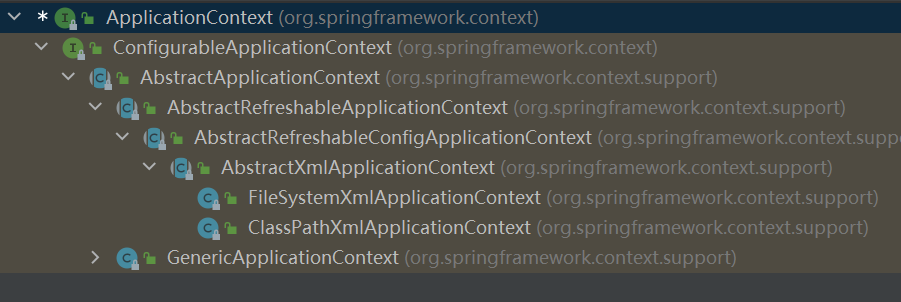 * ApplicationContext (org.springframework.context)
ConfigurableApplicationContext (org.springframework.context)
AbstractApplicationContext (org.springframework.context.support)
AbstractRefreshableApplicationContext (org.springframework.context.support)
AbstractRefreshableConfigApplicationContext (org.springframework.context.suppo
AbstractXmlApplicationContext (org.springframework.context.support)
FileSystemXmlApplicationContext (org.springframework.context.support)
ClassPathXmlApplicationContext (org.springframework.context.support)
GenericApplicationContext (org.springframework.context.support)